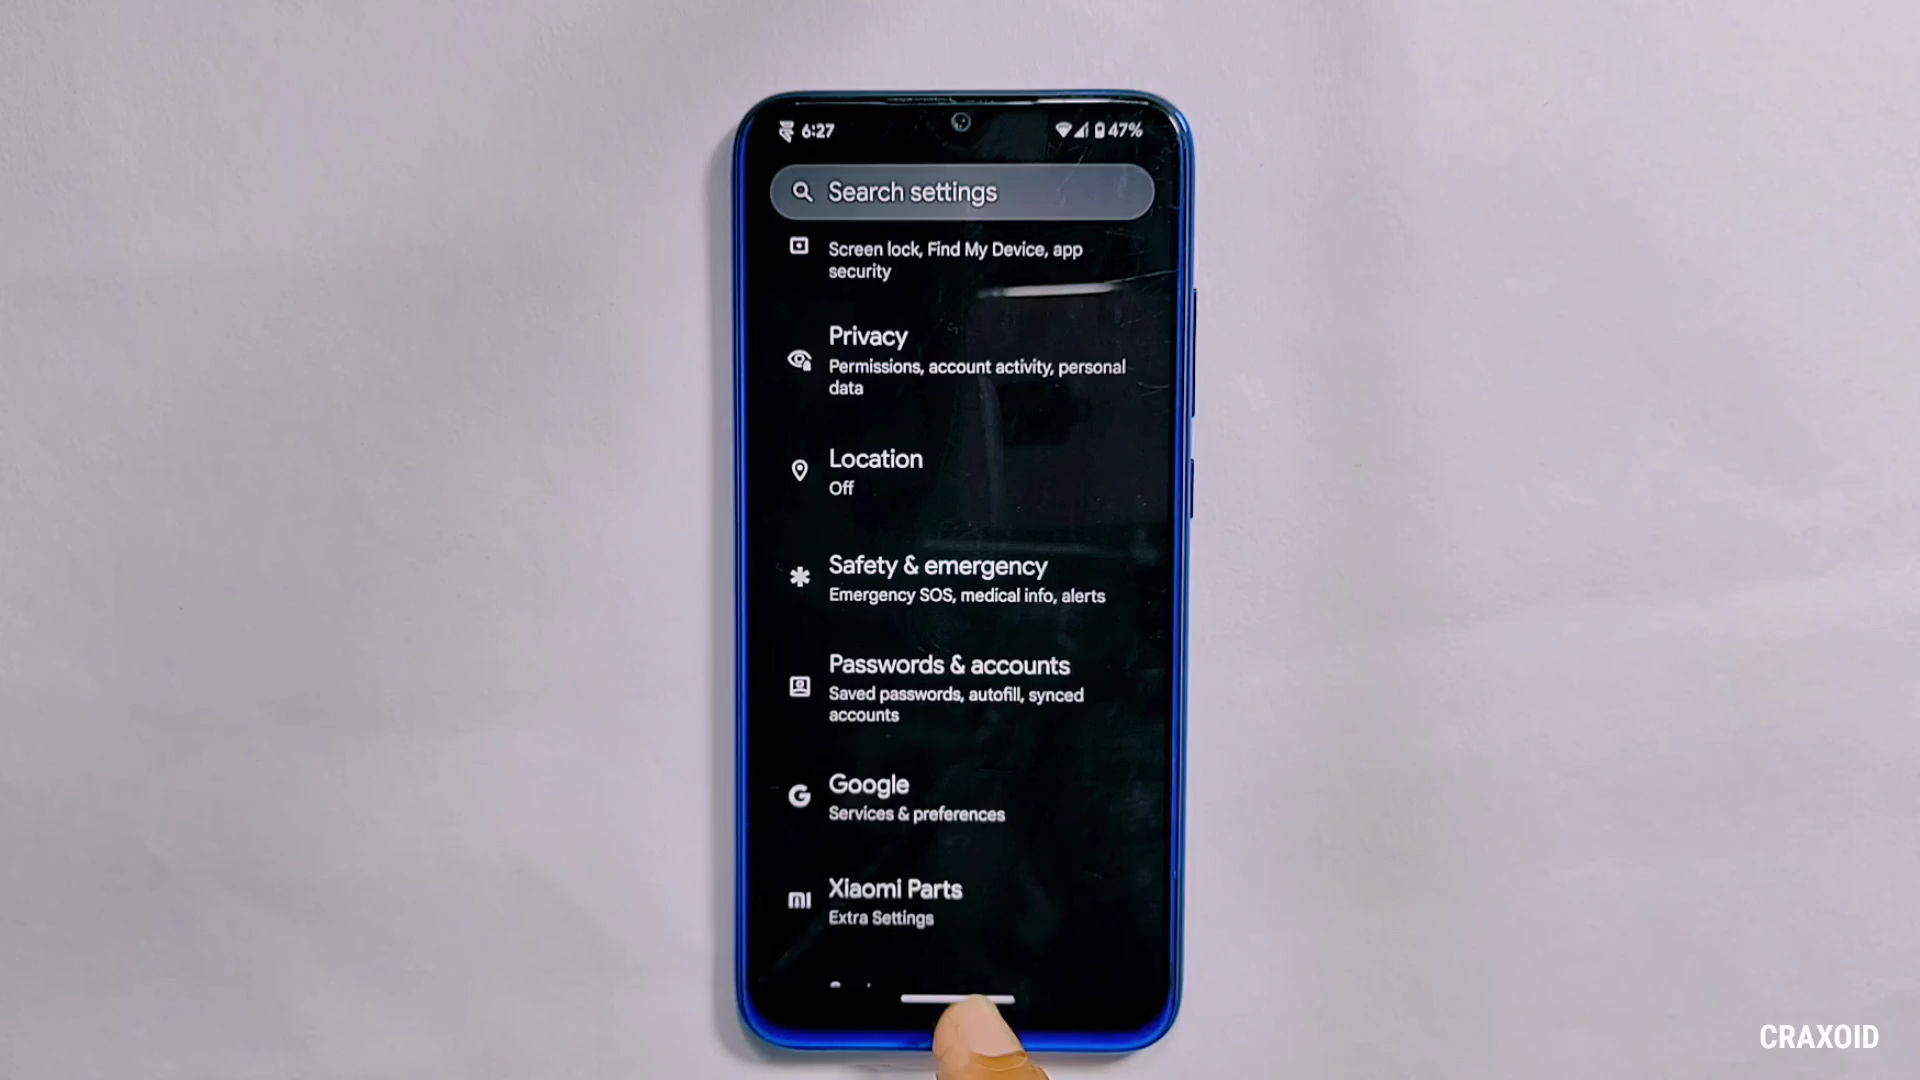 6:27
47%
Search settings
Screen lock, Find My Device, app
security
Privacy
Permissions, account activity, personal
data
Location
Off
Safety & emergency
Emergency SOS, medical info, alerts
Passwords & accounts
Saved passwords, autofill, synced
accounts
Google
Services & preferences
Xiaomi Parts
Extra Settings
CRAXOID